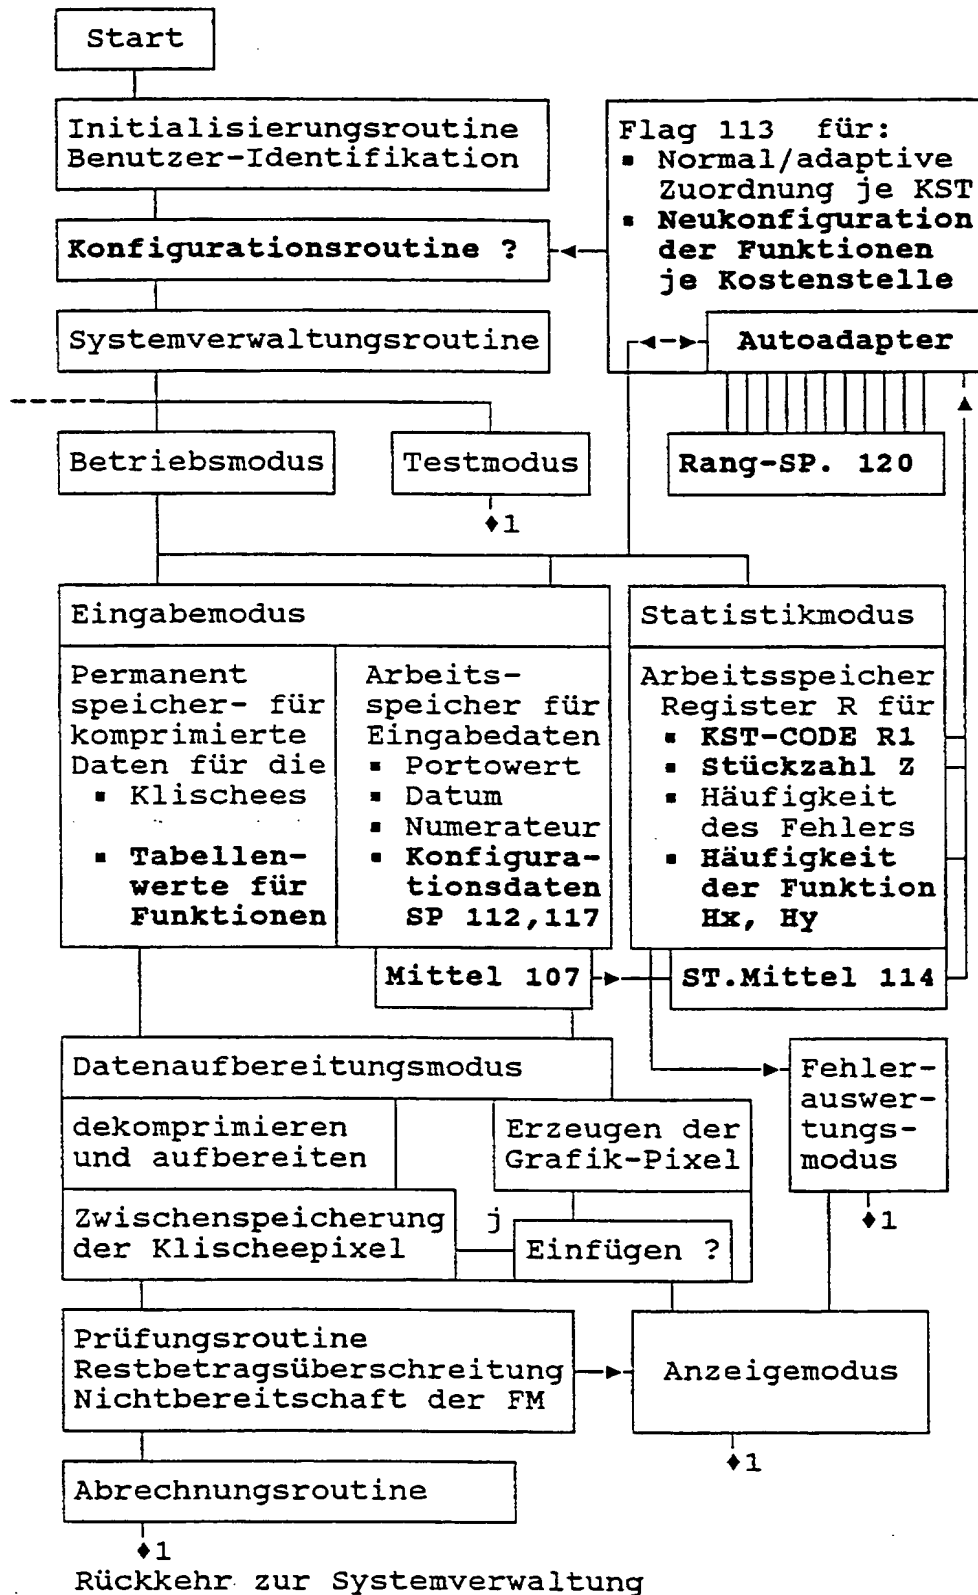 Start
Initialisierungsroutine
Benutzer-Identifikation
Flag 113 für:
▪ Normal/adaptive
Zuordnung je KST
▪ Neukonfiguration
der Funktionen
je Kostenstelle
Konfigurationsroutine ?
Systemverwaltungsroutine
Autoadapter
Betriebsmodus
Testmodus
Rang-SP. 120
♦1
Eingabemodus
Permanent
speicher- für
komprimierte
Daten für die
▪ Klischees
▪ Tabellen-
werte für
Funktionen
Arbeits-
speicher für
Eingabedaten
▪ Portowert
▪ Datum
▪ Numerateur
▪ Konfigura-
tionsdaten
SP 112,117
Statistikmodus
Arbeitsspeicher
Register R für
▪ KST-CODE R1
▪ Stückzahl Z
▪ Häufigkeit
des Fehlers
▪ Häufigkeit
der Funktion
Hx, Hy
Mittel 107
ST.Mittel 114
Datenaufbereitungsmodus
dekomprimieren
und aufbereiten
Erzeugen der
Grafik-Pixel
Fehler-
auswer-
tungs-
modus
♦1
Zwischenspeicherung
der Klischeepixel
j
Einfügen ?
Prüfungsroutine
Restbetragsüberschreitung
Nichtbereitschaft der FM
Anzeigemodus
♦1
Abrechnungsroutine
♦1
Rückkehr zur Systemverwaltung